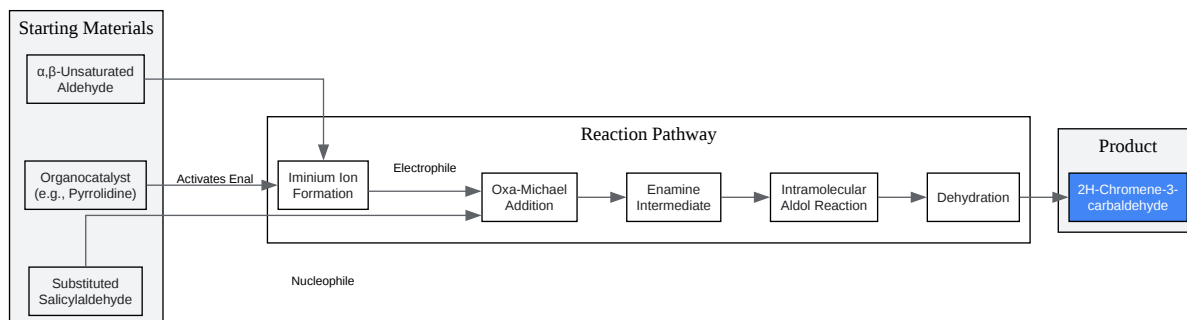 Starting Materials
α,β-Unsaturated
Aldehyde
Organocatalyst
(e.g., Pyrrolidine)
Substituted
Salicylaldehyde
Activates Enal
Nucleophile
Reaction Pathway
Iminium Ion
Formation
Electrophile
Oxa-Michael
Addition
Enamine
Intermediate
Intramolecular
Aldol Reaction
Dehydration
Product
2H-Chromene-3-
carbaldehyde